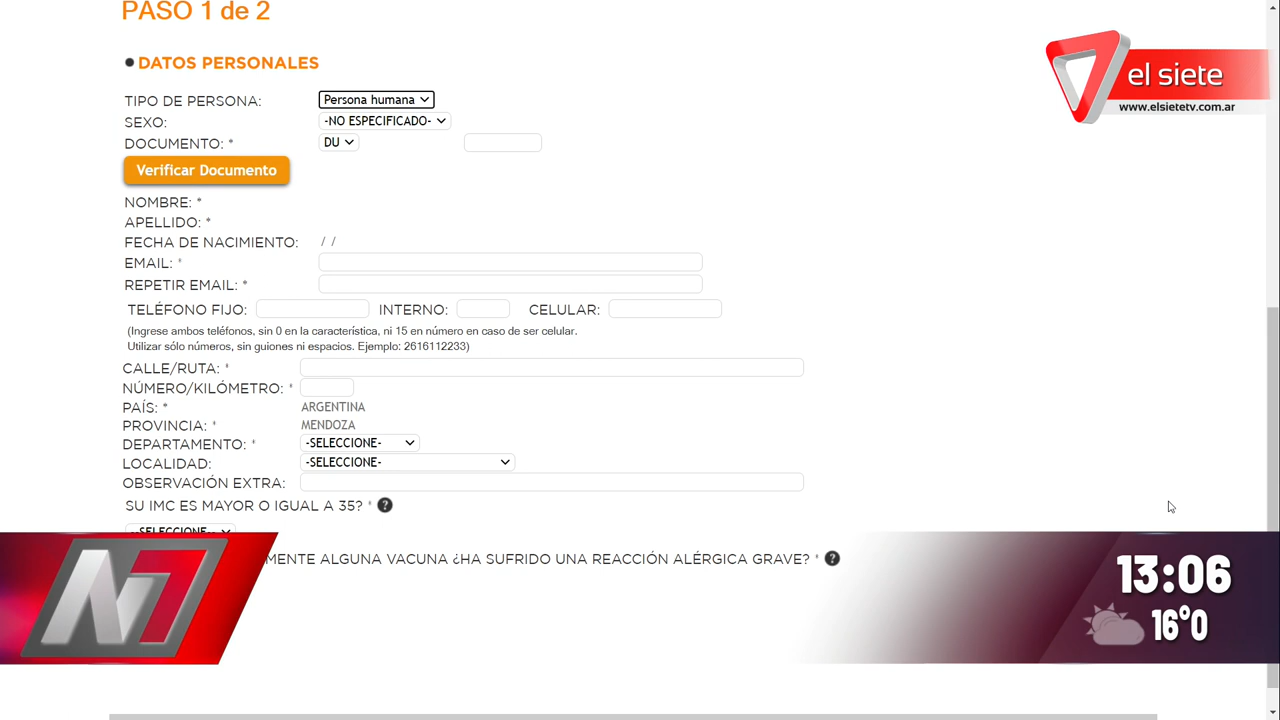 PASO 1 de 2
DATOS PERSONALES
TIPO DE PERSONA: Persona humana
SEXO: -NO ESPECIFICADO-
DOCUMENTO: * DU
Verificar Documento
NOMBRE: *
APELLIDO: *
FECHA DE NACIMIENTO: / /
EMAIL: *
REPETIR EMAIL: *
TELÉFONO FIJO: INTERNO: CELULAR:
(Ingrese ambos teléfonos, sin 0 en la característica, ni 15 en número en caso de ser celular.
Utilizar sólo números, sin guiones ni espacios. Ejemplo: 2616112233)
CALLE/RUTA: *
NÚMERO/KILÓMETRO: *
PAÍS: * ARGENTINA
PROVINCIA: * MENDOZA
DEPARTAMENTO: * -SELECCIONE-
LOCALIDAD: -SELECCIONE-
OBSERVACIÓN EXTRA:
SU IMC ES MAYOR O IGUAL A 35? * ?
--SELECCIONE--
MENTE ALGUNA VACUNA ¿HA SUFRIDO UNA REACCIÓN ALÉRGICA GRAVE? * ?
el siete
www.elsietetv.com.ar
N7
13:06
16°